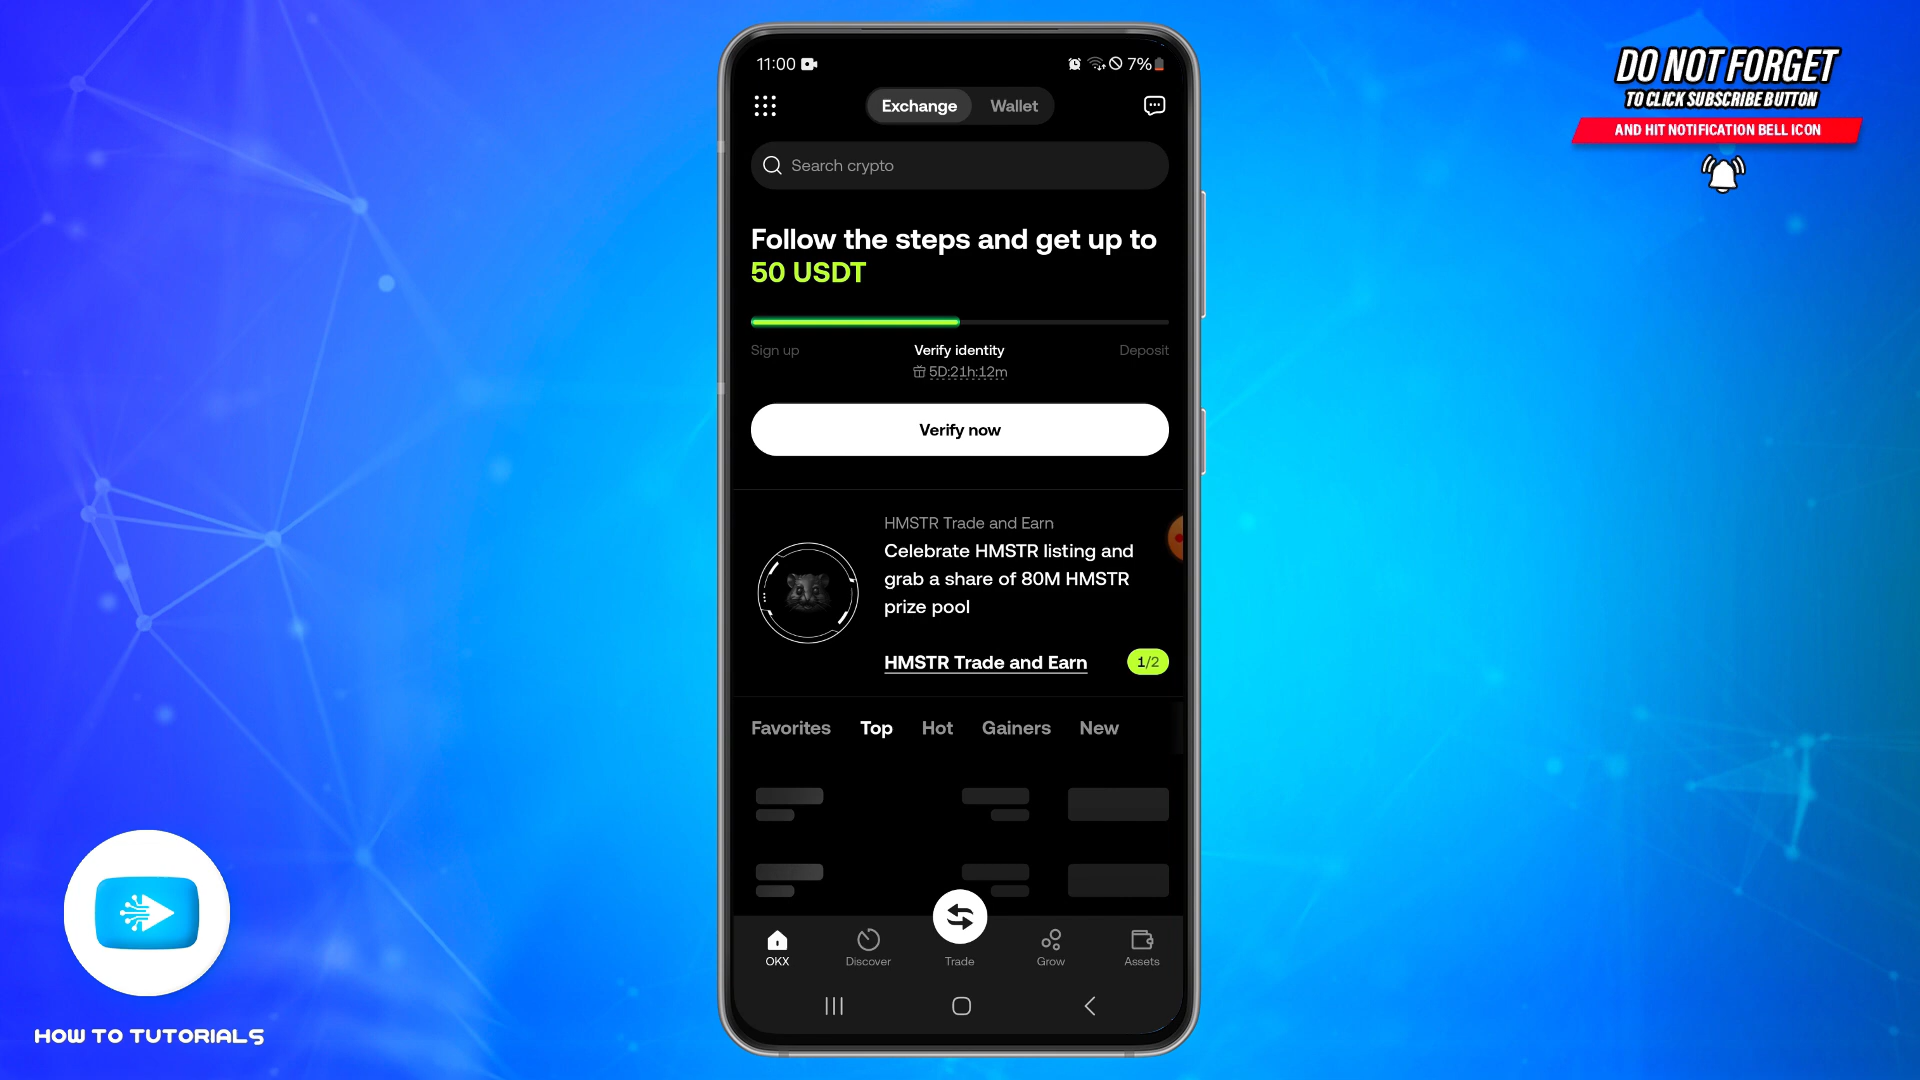 11:00
7%
Exchange
Wallet
Search crypto
Follow the steps and get up to
50 USDT
Sign up
Verify identity
Deposit
5D:21h:12m
Verify now
HMSTR Trade and Earn
Celebrate HMSTR listing and
grab a share of 80M HMSTR
prize pool
HMSTR Trade and Earn
1/2
Favorites
Top
Hot
Gainers
New
OKX
Discover
Trade
Grow
Assets
DO NOT FORGET
TO CLICK SUBSCRIBE BUTTON
AND HIT NOTIFICATION BELL ICON
HOW TO TUTORIALS